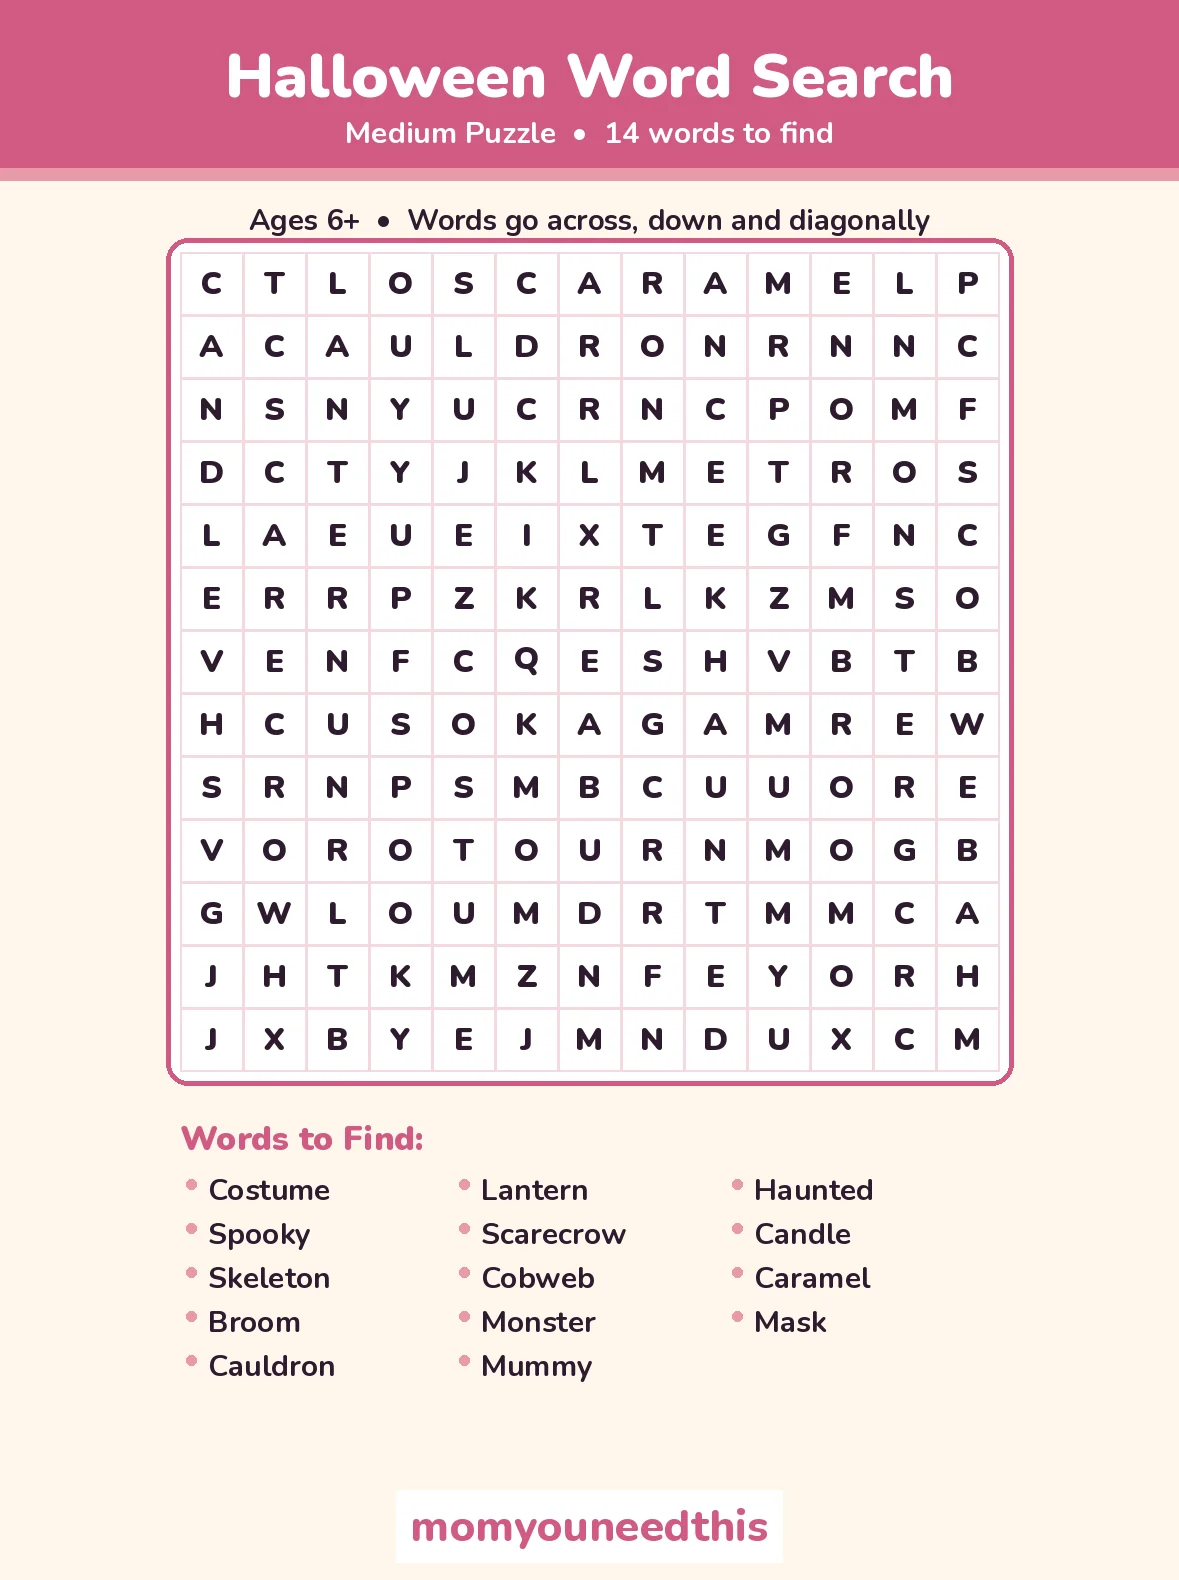 Halloween Word Search
Medium Puzzle • 14 words to find
Ages 6+ • Words go across, down and diagonally
C T L O S C A R A M E L P
A C A U L D R O N R N N C
N S N Y U C R N C P O M F
D C T Y J K L M E T R O S
L A E U E I X T E G F N C
E R R P Z K R L K Z M S O
V E N F C Q E S H V B T B
H C U S O K A G A M R E W
S R N P S M B C U U O R E
V O R O T O U R N M O G B
G W L O U M D R T M M C A
J H T K M Z N F E Y O R H
J X B Y E J M N D U X C M
Words to Find:
• Costume • Lantern • Haunted
• Spooky • Scarecrow • Candle
• Skeleton • Cobweb • Caramel
• Broom • Monster • Mask
• Cauldron • Mummy
momyouneedthis